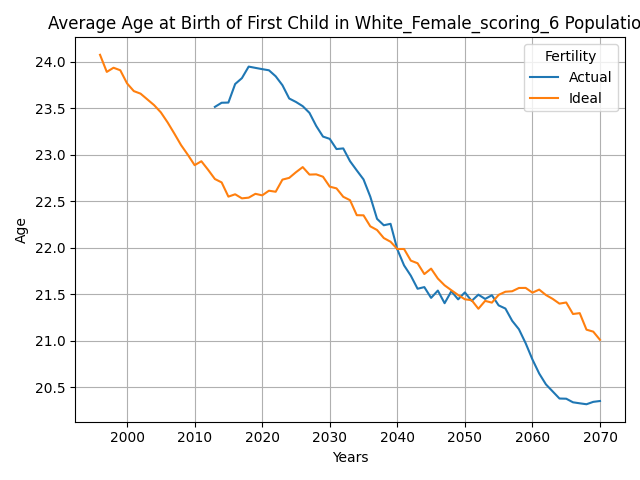 Average Age at Birth of First Child in White_Female_scoring_6 Populatio
Fertility
Actual
Ideal
24.0
23.5
23.0
22.5
22.0
21.5
21.0
20.5
Age
2000 2010 2020 2030 2040 2050 2060 2070
Years